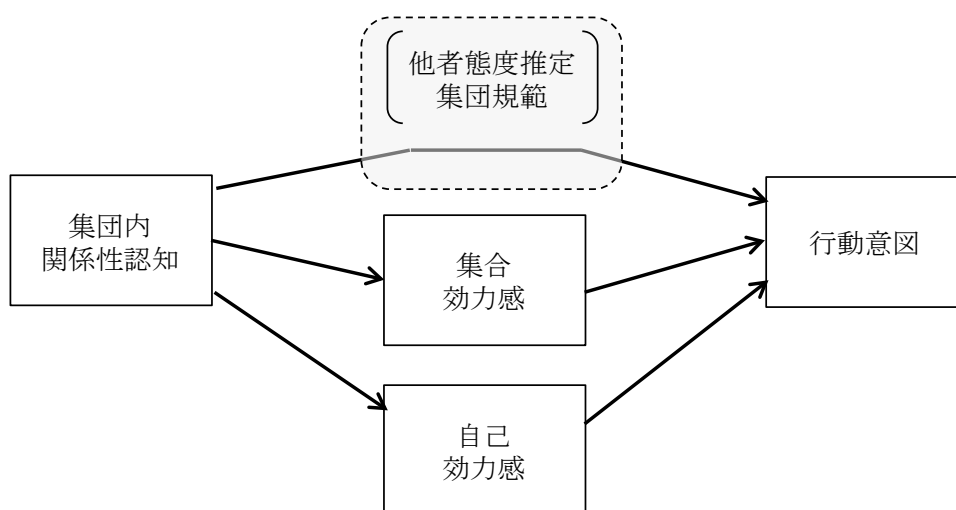 他者態度推定
集団規範
集団内
関係性認知
集合
効力感
行動意図
自己
効力感